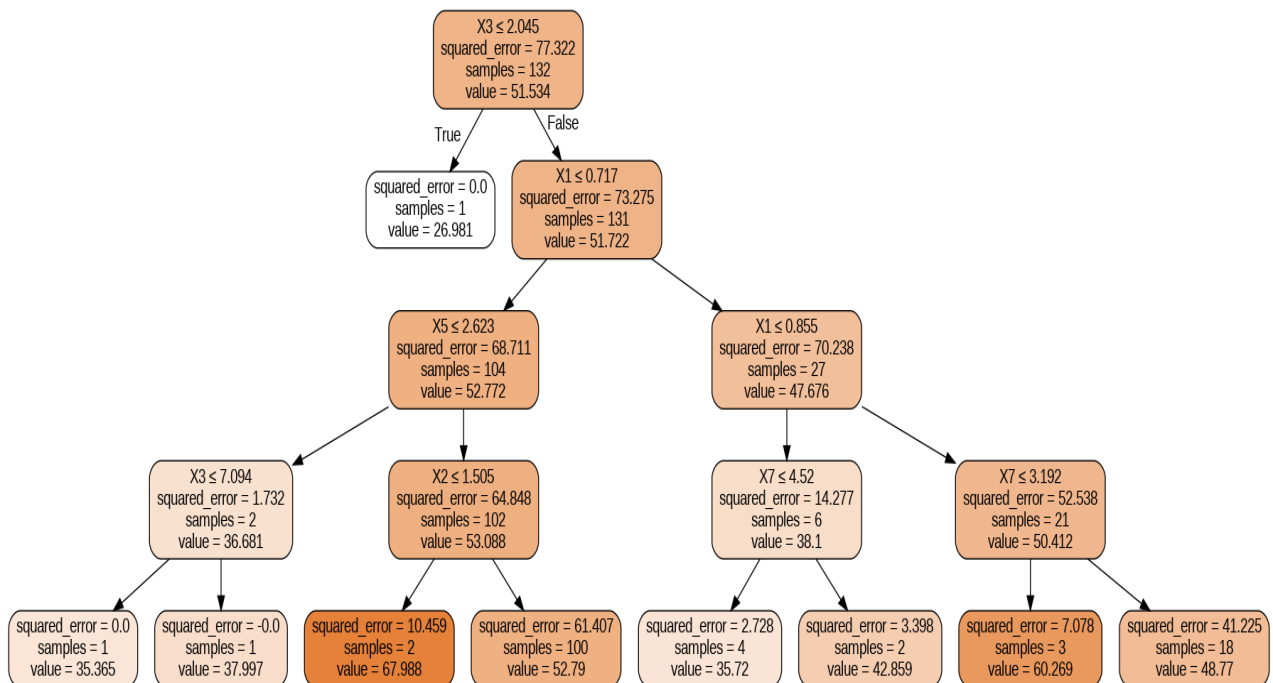 X3 ≤ 2.045
squared_error = 77.322
samples = 132
value = 51.534
True
False
squared_error = 0.0
samples = 1
value = 26.981
X1 ≤ 0.717
squared_error = 73.275
samples = 131
value = 51.722
X5 ≤ 2.623
squared_error = 68.711
samples = 104
value = 52.772
X1 ≤ 0.855
squared_error = 70.238
samples = 27
value = 47.676
X3 ≤ 7.094
squared_error = 1.732
samples = 2
value = 36.681
X2 ≤ 1.505
squared_error = 64.848
samples = 102
value = 53.088
X7 ≤ 4.52
squared_error = 14.277
samples = 6
value = 38.1
X7 ≤ 3.192
squared_error = 52.538
samples = 21
value = 50.412
squared_error = 0.0
samples = 1
value = 35.365
squared_error = -0.0
samples = 1
value = 37.997
squared_error = 10.459
samples = 2
value = 67.988
squared_error = 61.407
samples = 100
value = 52.79
squared_error = 2.728
samples = 4
value = 35.72
squared_error = 3.398
samples = 2
value = 42.859
squared_error = 7.078
samples = 3
value = 60.269
squared_error = 41.225
samples = 18
value = 48.77